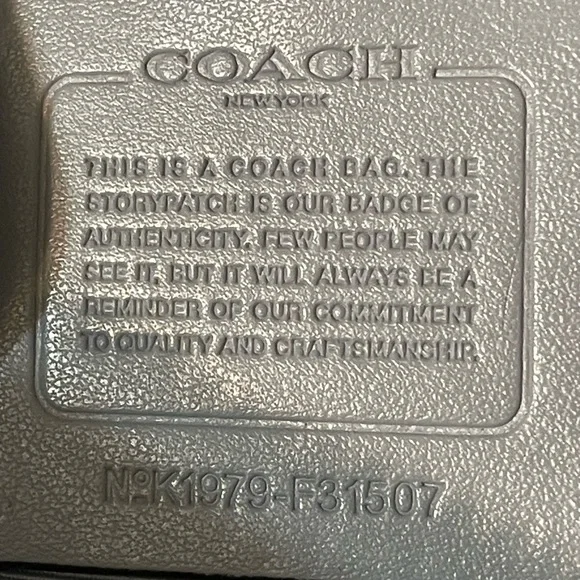 COACH
NEW YORK
THIS IS A COACH BAG. THE
STORYPATCH IS OUR BADGE OF
AUTHENTICITY. FEW PEOPLE MAY
SEE IT, BUT IT WILL ALWAYS BE A
REMINDER OF OUR COMMITMENT
TO QUALITY AND CRAFTSMANSHIP.
NºK1979-F31507